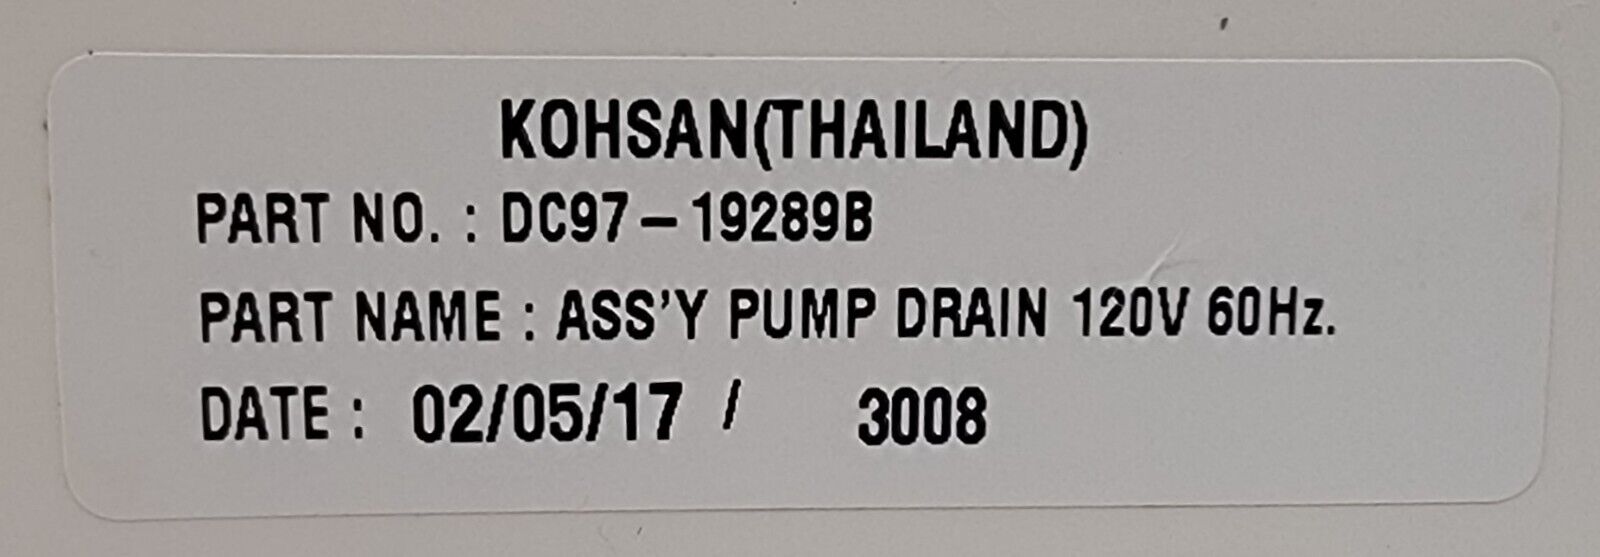 KOHSAN(THAILAND)
PART NO. : DC97-19289B
PART NAME : ASS'Y PUMP DRAIN 120V 60Hz.
DATE : 02/05/17 / 3008